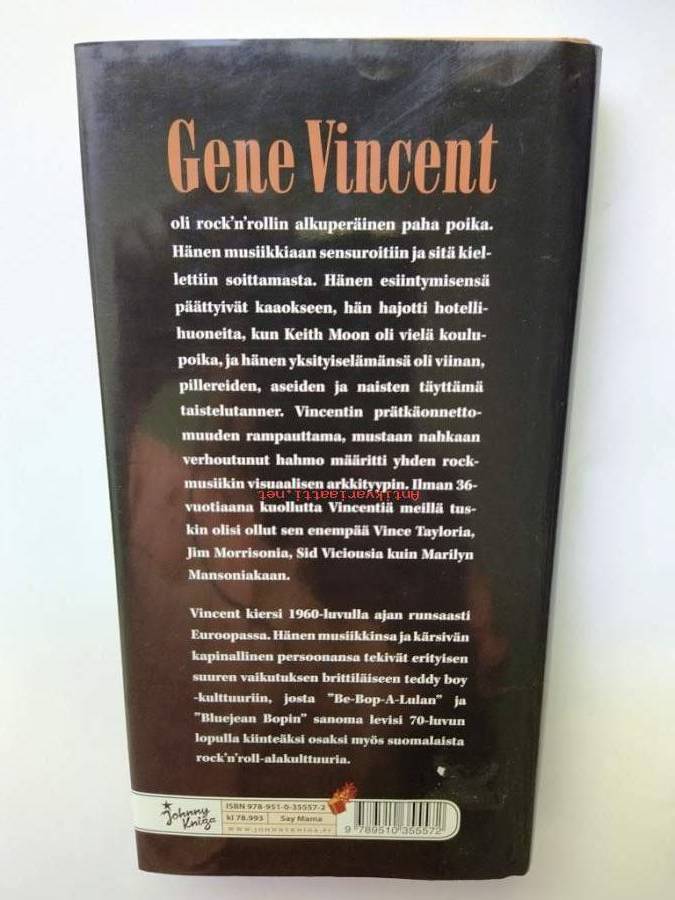 Gene Vincent
oli rock'n'rollin alkuperäinen paha poika.
Hänen musiikkiaan sensuroitiin ja sitä kiel-
lettiin soittamasta. Hänen esiintymisensä
päättyivät kaaokseen, hän hajotti hotelli-
huoneita, kun Keith Moon oli vielä koulu-
poika, ja hänen yksityiselämänsä oli viinan,
pillereiden, aseiden ja naisten täyttämä
taistelutanner. Vincentin prätkäonnetto-
muuden rampauttama, mustaan nahkaan
verhoutunut hahmo määritti yhden rock-
musiikin visuaalisen arkkityypin. Ilman 36-
Antikvariaatti.net
vuotiaana kuollutta Vincentiä meillä tus-
kin olisi ollut sen enempää Vince Tayloria,
Jim Morrisonia, Sid Viciousia kuin Marilyn
Mansoniakaan.
Vincent kiersi 1960-luvulla ajan runsaasti
Euroopassa. Hänen musiikkinsa ja kärsivän
kapinallinen persoonansa tekivät erityisen
suuren vaikutuksen brittiläiseen teddy boy
-kulttuuriin, josta "Be-Bop-A-Lulan" ja
"Bluejean Bopin" sanoma levisi 70-luvun
lopulla kiinteäksi osaksi myös suomalaista
rock'n'roll-alakulttuuria.
Johnny
Kniga
ISBN 978-951-0-35557-2
kl 78.993 Say Mama
WWW.JOHNNYKNIGA.FI
9 789510 355572